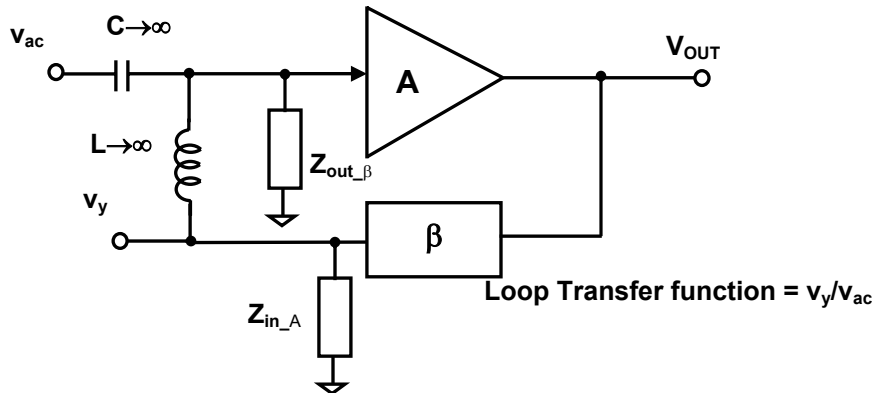 v_ac
C→∞
A
V_OUT
L→∞
Z_out_β
v_y
β
Loop Transfer function = v_y/v_ac
Z_in_A